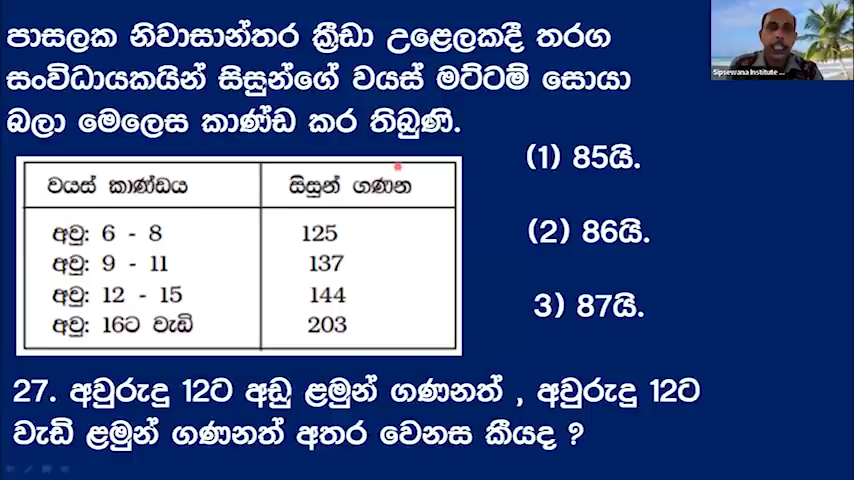 පාසලක නිවාසාන්තර ක්‍රීඩා උළෙලකදී තරග
සංවිධායකයින් සිසුන්ගේ වයස් මට්ටම් සොයා
බලා මෙලෙස කාණ්ඩ කර තිබුණි.
Sipsewana Institute ...
වයස් කාණ්ඩය සිසුන් ගණන
අවු: 6 - 8 125
අවු: 9 - 11 137
අවු: 12 - 15 144
අවු: 16ට වැඩි 203
(1) 85යි.
(2) 86යි.
3) 87යි.
27. අවුරුදු 12ට අඩු ළමුන් ගණනත් , අවුරුදු 12ට
වැඩි ළමුන් ගණනත් අතර වෙනස කීයද ?